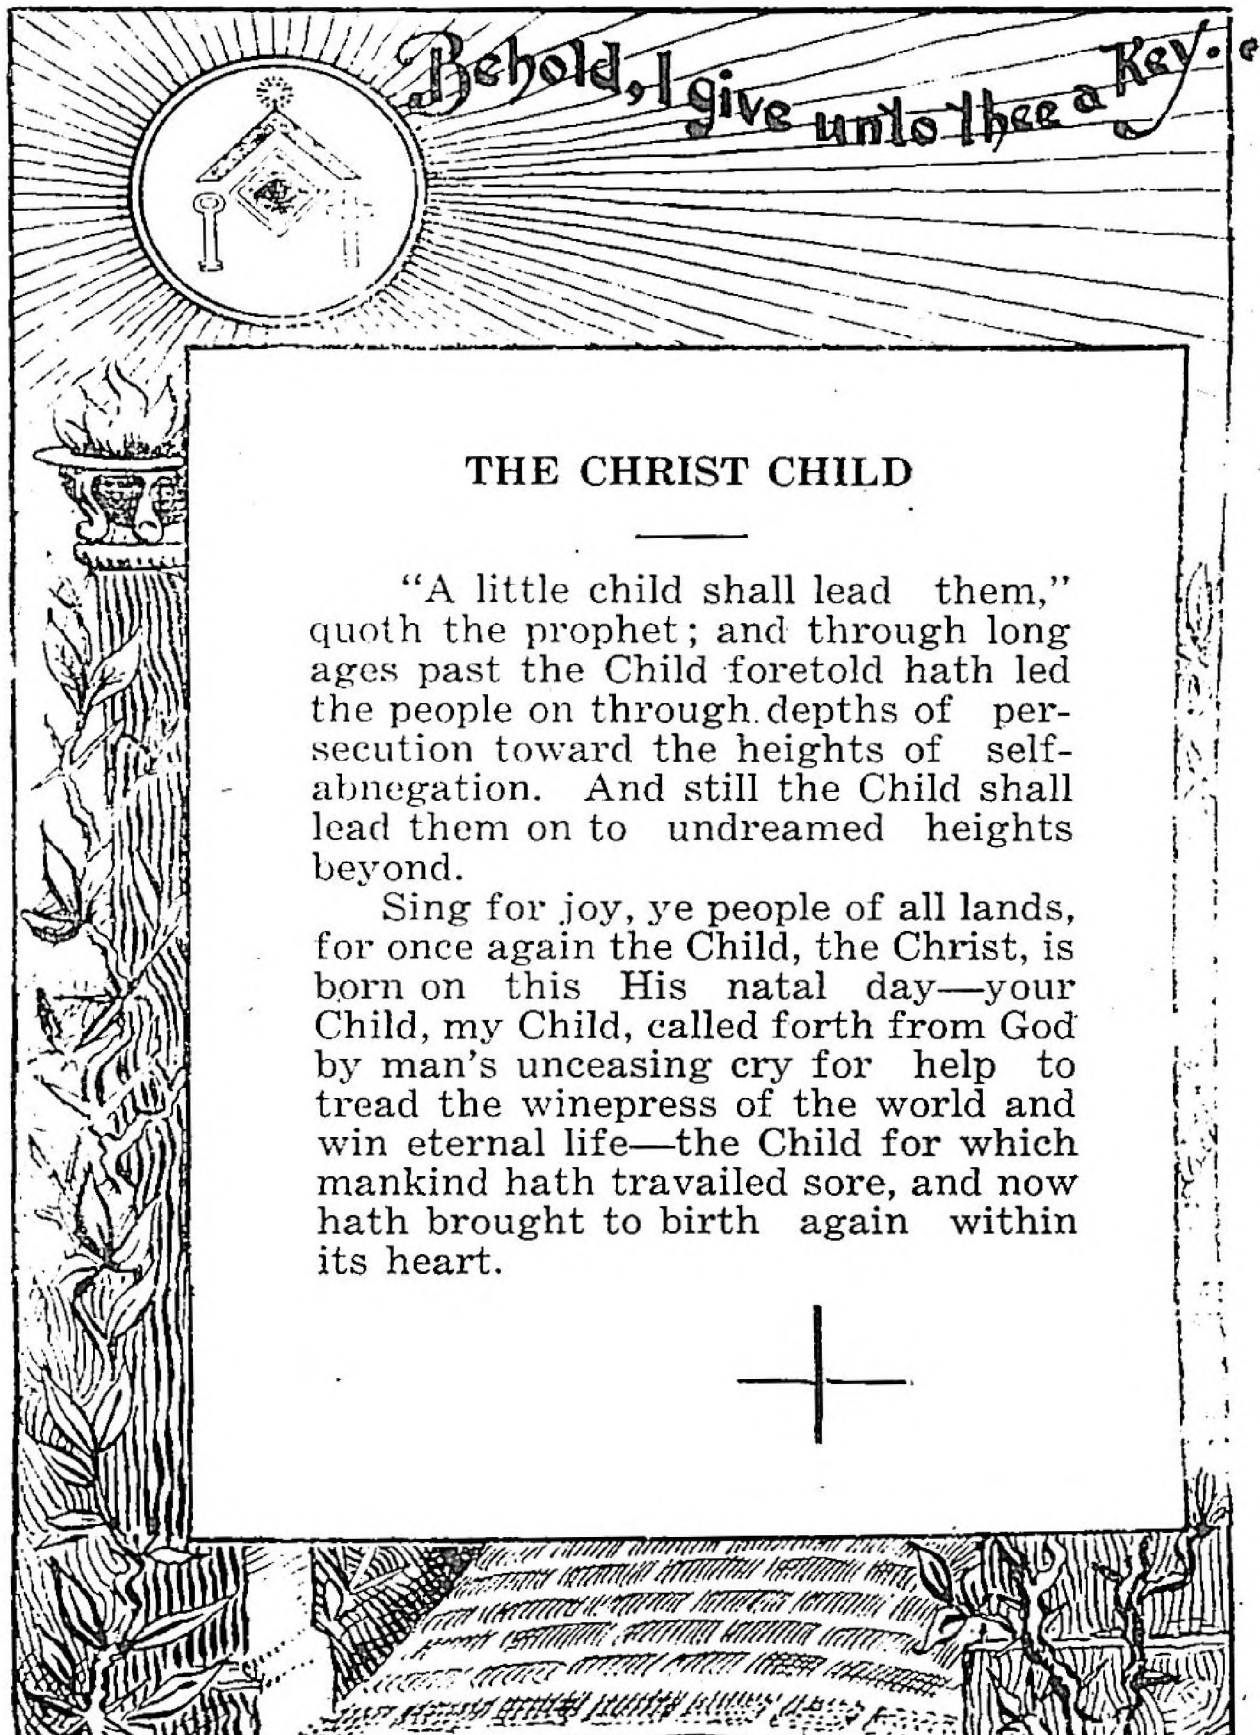 Behold, I give unto thee a Key.
THE CHRIST CHILD
“A little child shall lead them,”
quoth the prophet; and through long
ages past the Child foretold hath led
the people on through depths of per-
secution toward the heights of self-
abnegation. And still the Child shall
lead them on to undreamed heights
beyond.
Sing for joy, ye people of all lands,
for once again the Child, the Christ, is
born on this His natal day—your
Child, my Child, called forth from God
by man’s unceasing cry for help to
tread the winepress of the world and
win eternal life—the Child for which
mankind hath travailed sore, and now
hath brought to birth again within
its heart.